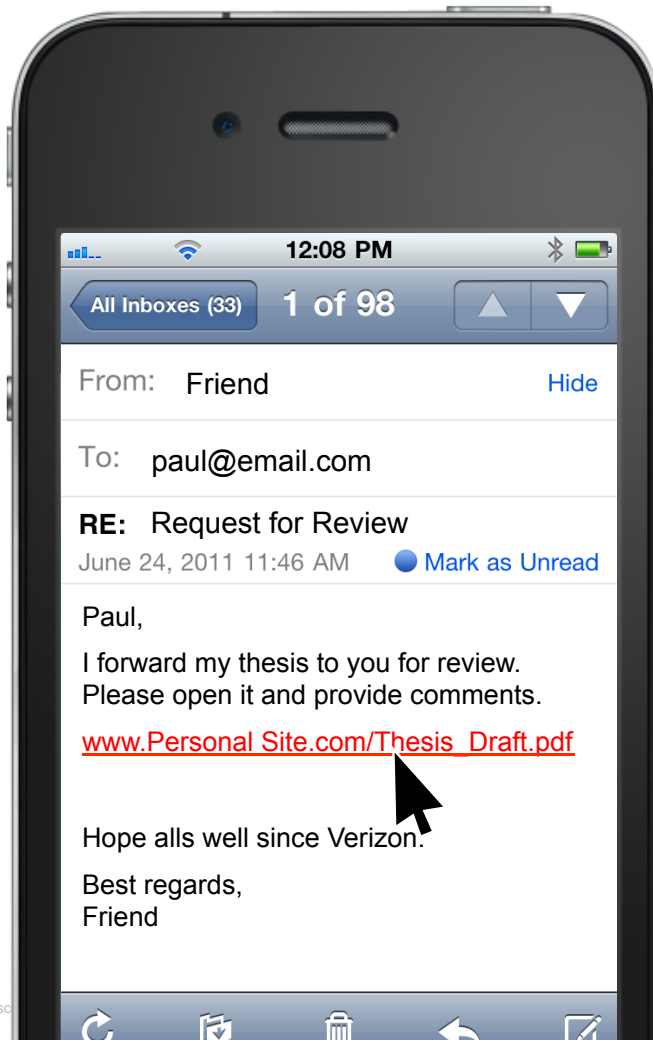 12:08 PM
All Inboxes (33)
1 of 98
From: Friend
Hide
To: paul@email.com
RE: Request for Review
June 24, 2011 11:46 AM
Mark as Unread
Paul,
I forward my thesis to you for review.
Please open it and provide comments.
www.Personal Site.com/Thesis_Draft.pdf
Hope alls well since Verizon.
Best regards,
Friend